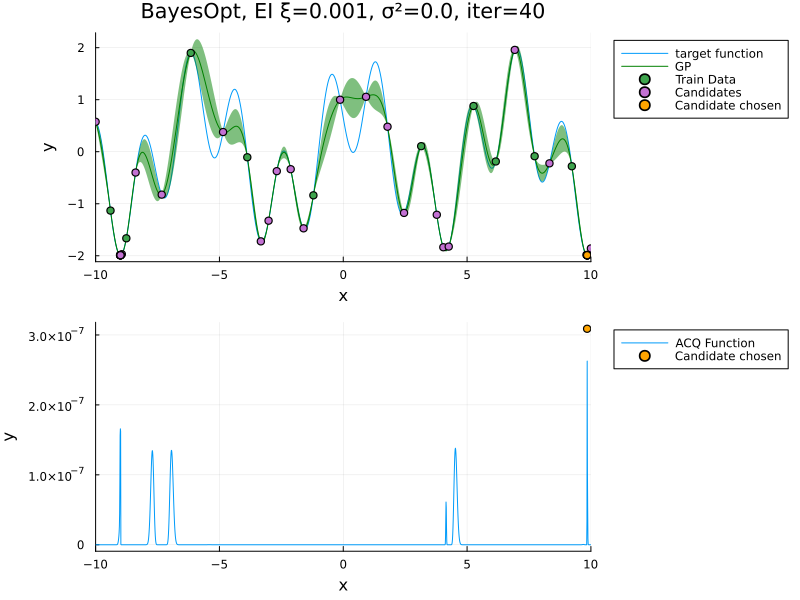 BayesOpt, EI ξ=0.001, σ²=0.0, iter=40
2
1
0
−1
−2
y
−10
−5
0
5
10
x
target function
GP
Train Data
Candidates
Candidate chosen
3.0×10⁻⁷
2.0×10⁻⁷
1.0×10⁻⁷
0
y
−10
−5
0
5
10
x
ACQ Function
Candidate chosen